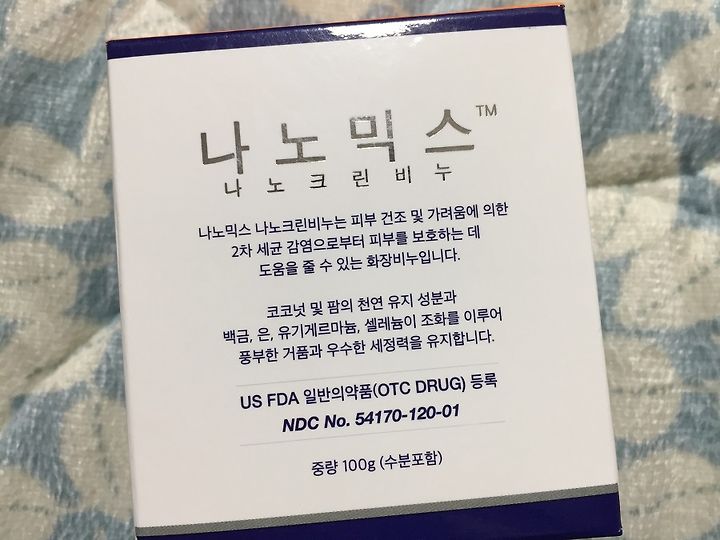 나노믹스™
나노크린비누
나노믹스 나노크린비누는 피부 건조 및 가려움에 의한
2차 세균 감염으로부터 피부를 보호하는 데
도움을 줄 수 있는 화장비누입니다.
코코넛 및 팜의 천연 유지 성분과
백금, 은, 유기게르마늄, 셀레늄이 조화를 이루어
풍부한 거품과 우수한 세정력을 유지합니다.
US FDA 일반의약품(OTC DRUG) 등록
NDC No. 54170-120-01
중량 100g (수분포함)